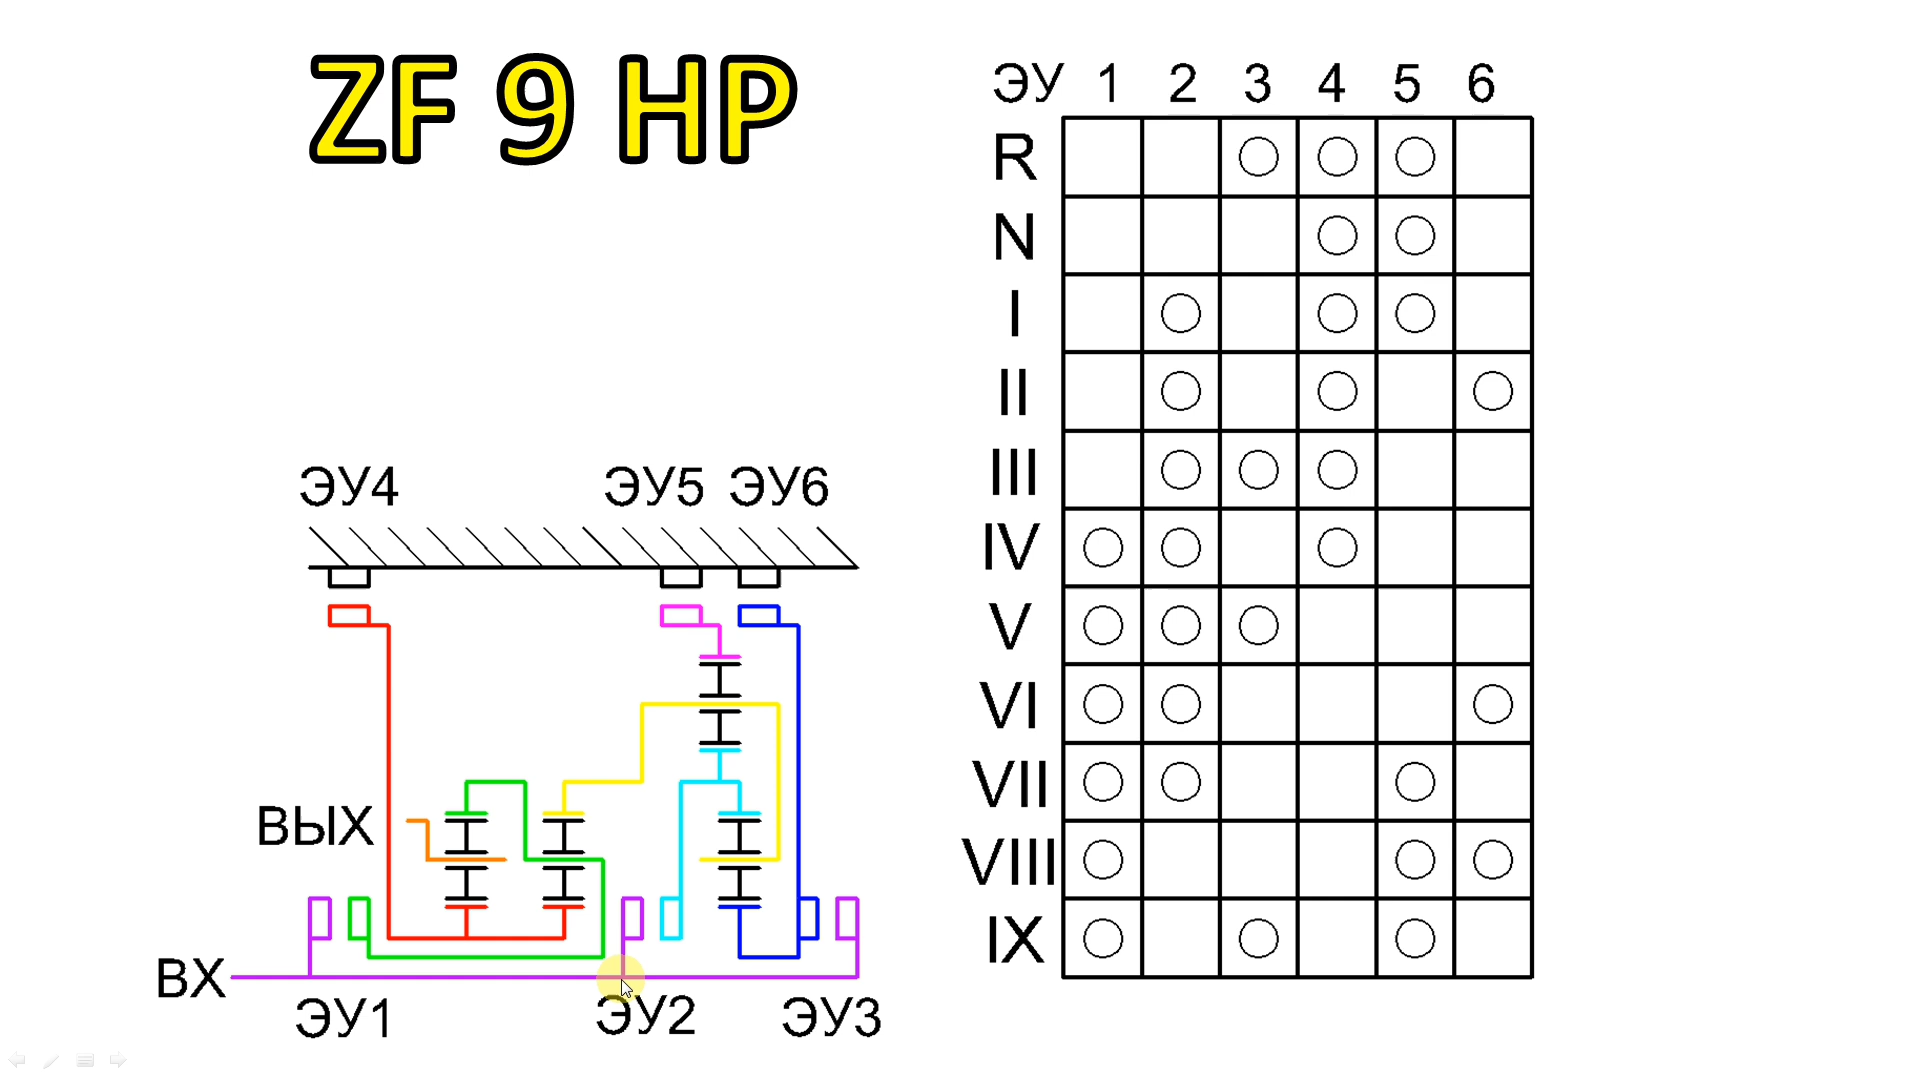 ZF 9 HP
ЭУ 1 2 3 4 5 6
R
N
I
II
III
IV
V
VI
VII
VIII
IX
ЭУ4 ЭУ5 ЭУ6
ВЫХ
ВХ
ЭУ1 ЭУ2 ЭУ3